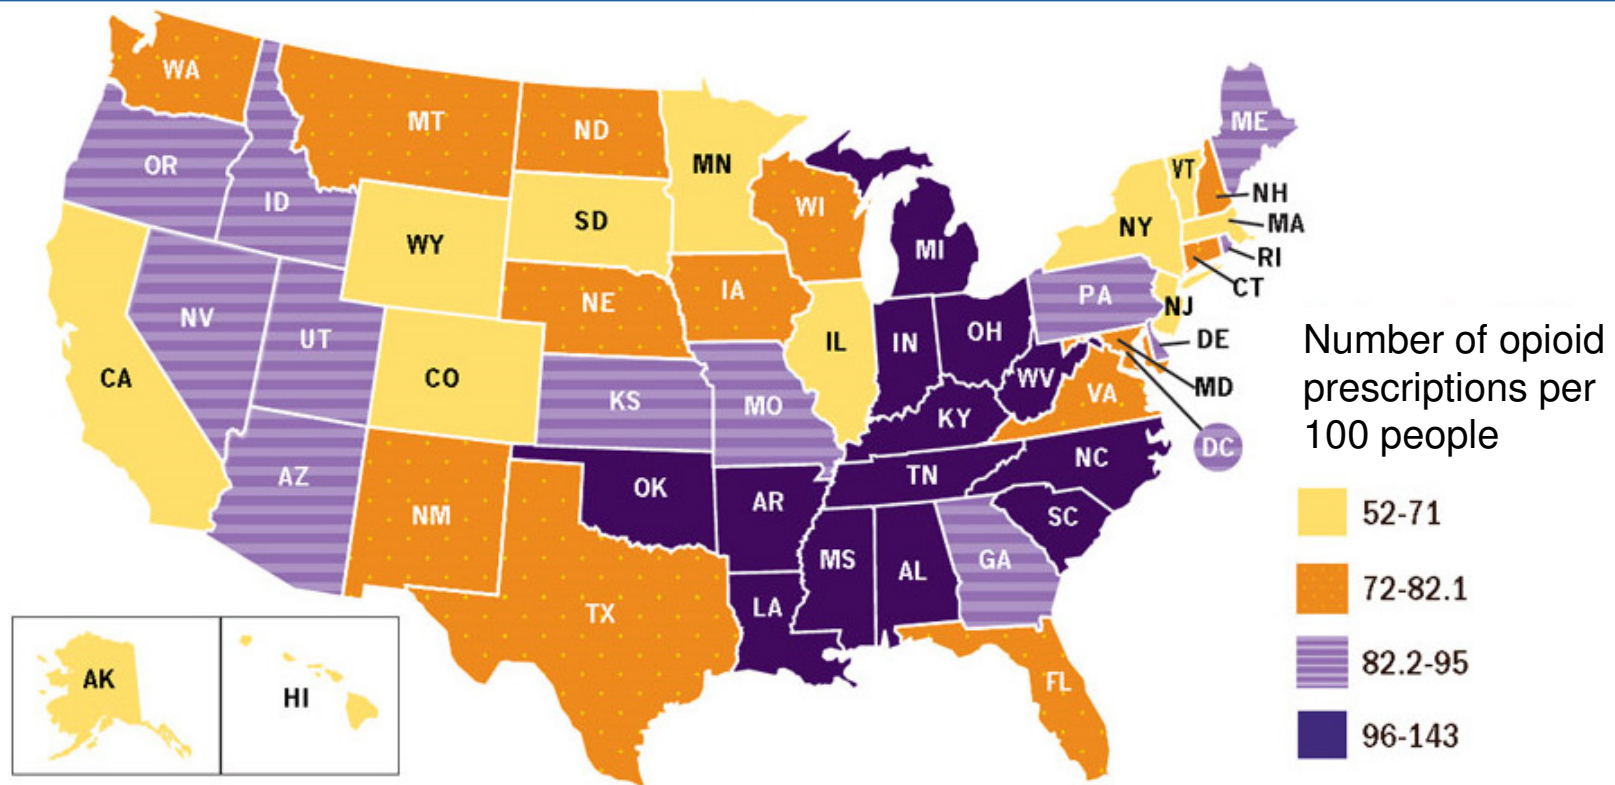 WA
MT
ND
MN
ME
OR
ID
WY
SD
WI
MI
VT
NH
NY
MA
RI
CT
NV
UT
NE
IA
PA
NJ
CA
CO
IL
IN
OH
DE
MD
KS
MO
WV
VA
KY
DC
AZ
NM
OK
AR
TN
NC
SC
MS
AL
GA
TX
LA
FL
AK
HI
Number of opioid
prescriptions per
100 people
52-71
72-82.1
82.2-95
96-143